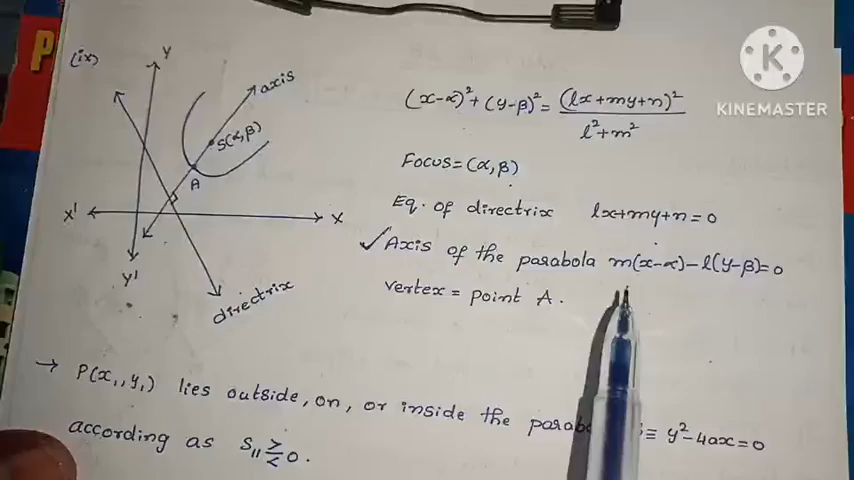 (ix)
Y
axis
S(α,β)
A
X'
X
Y'
directrix
(x-α)²+(y-β)² = (lx+my+n)²/l²+m²
Focus = (α,β)
Eq. of directrix lx+my+n=0
✓ Axis of the parabola m(x-α)-l(y-β)=0
vertex = point A.
→ P(x₁,y₁) lies outside, on, or inside the ≡ y²-4ax=0
according as S₁₁ ⪌ 0.
K
KINEMASTER